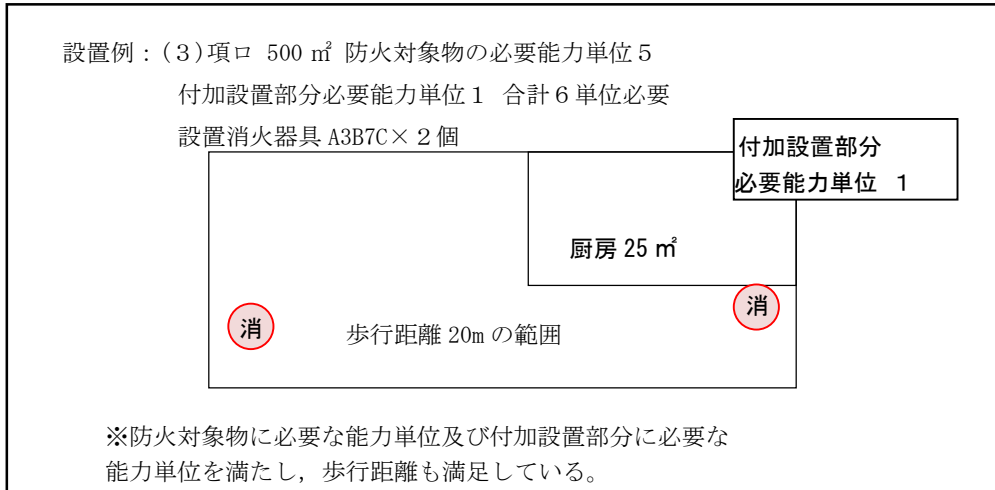 設置例:(３)項ロ 500 ㎡ 防火対象物の必要能力単位５
付加設置部分必要能力単位１ 合計６単位必要
設置消火器具 A3B7C×２個
付加設置部分
必要能力単位 1
厨房 25 ㎡
消
消
歩行距離 20m の範囲
※防火対象物に必要な能力単位及び付加設置部分に必要な
能力単位を満たし，歩行距離も満足している。